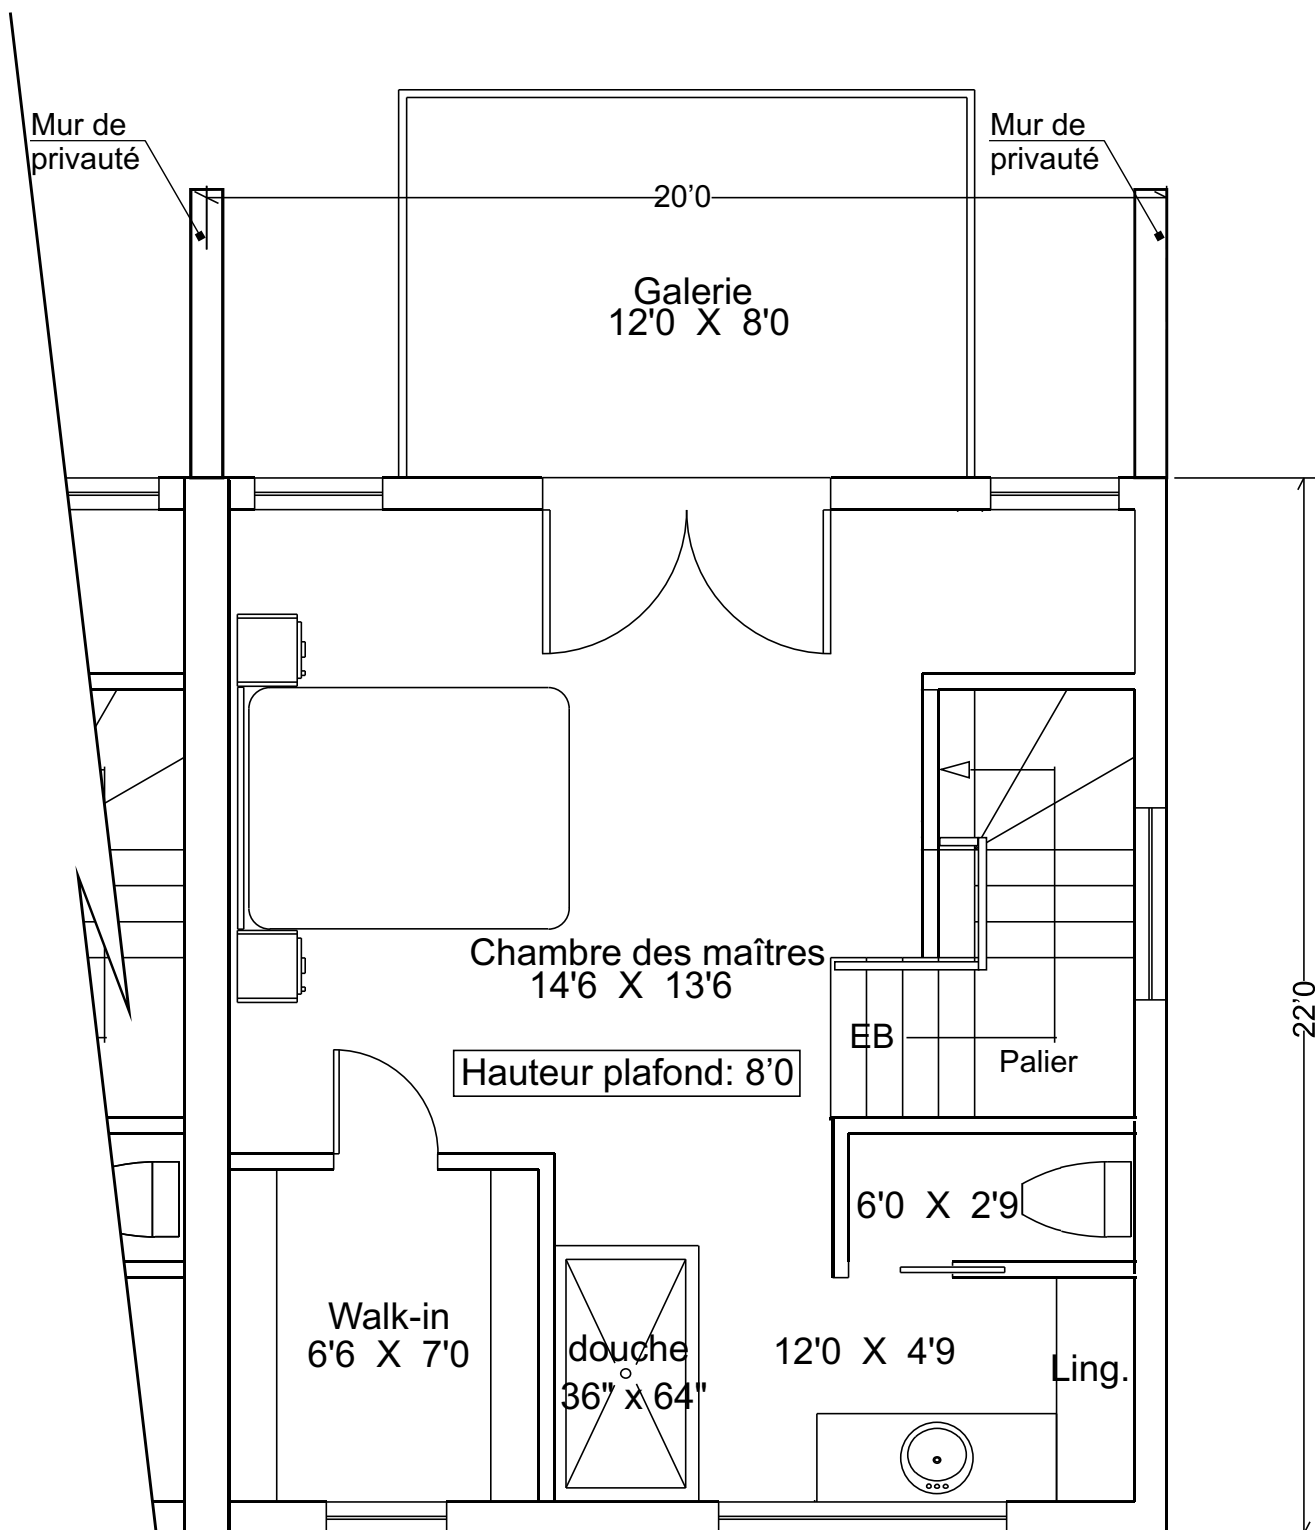 Mur de
privauté
Mur de
privauté
20’0
Galerie
12'0 X 8'0
Chambre des maîtres
14'6 X 13'6
22’0
EB
Palier
Hauteur plafond: 8’0
6'0 X 2'9
Walk-in
6'6 X 7'0
douche
36" x 64"
12'0 X 4'9
Ling.